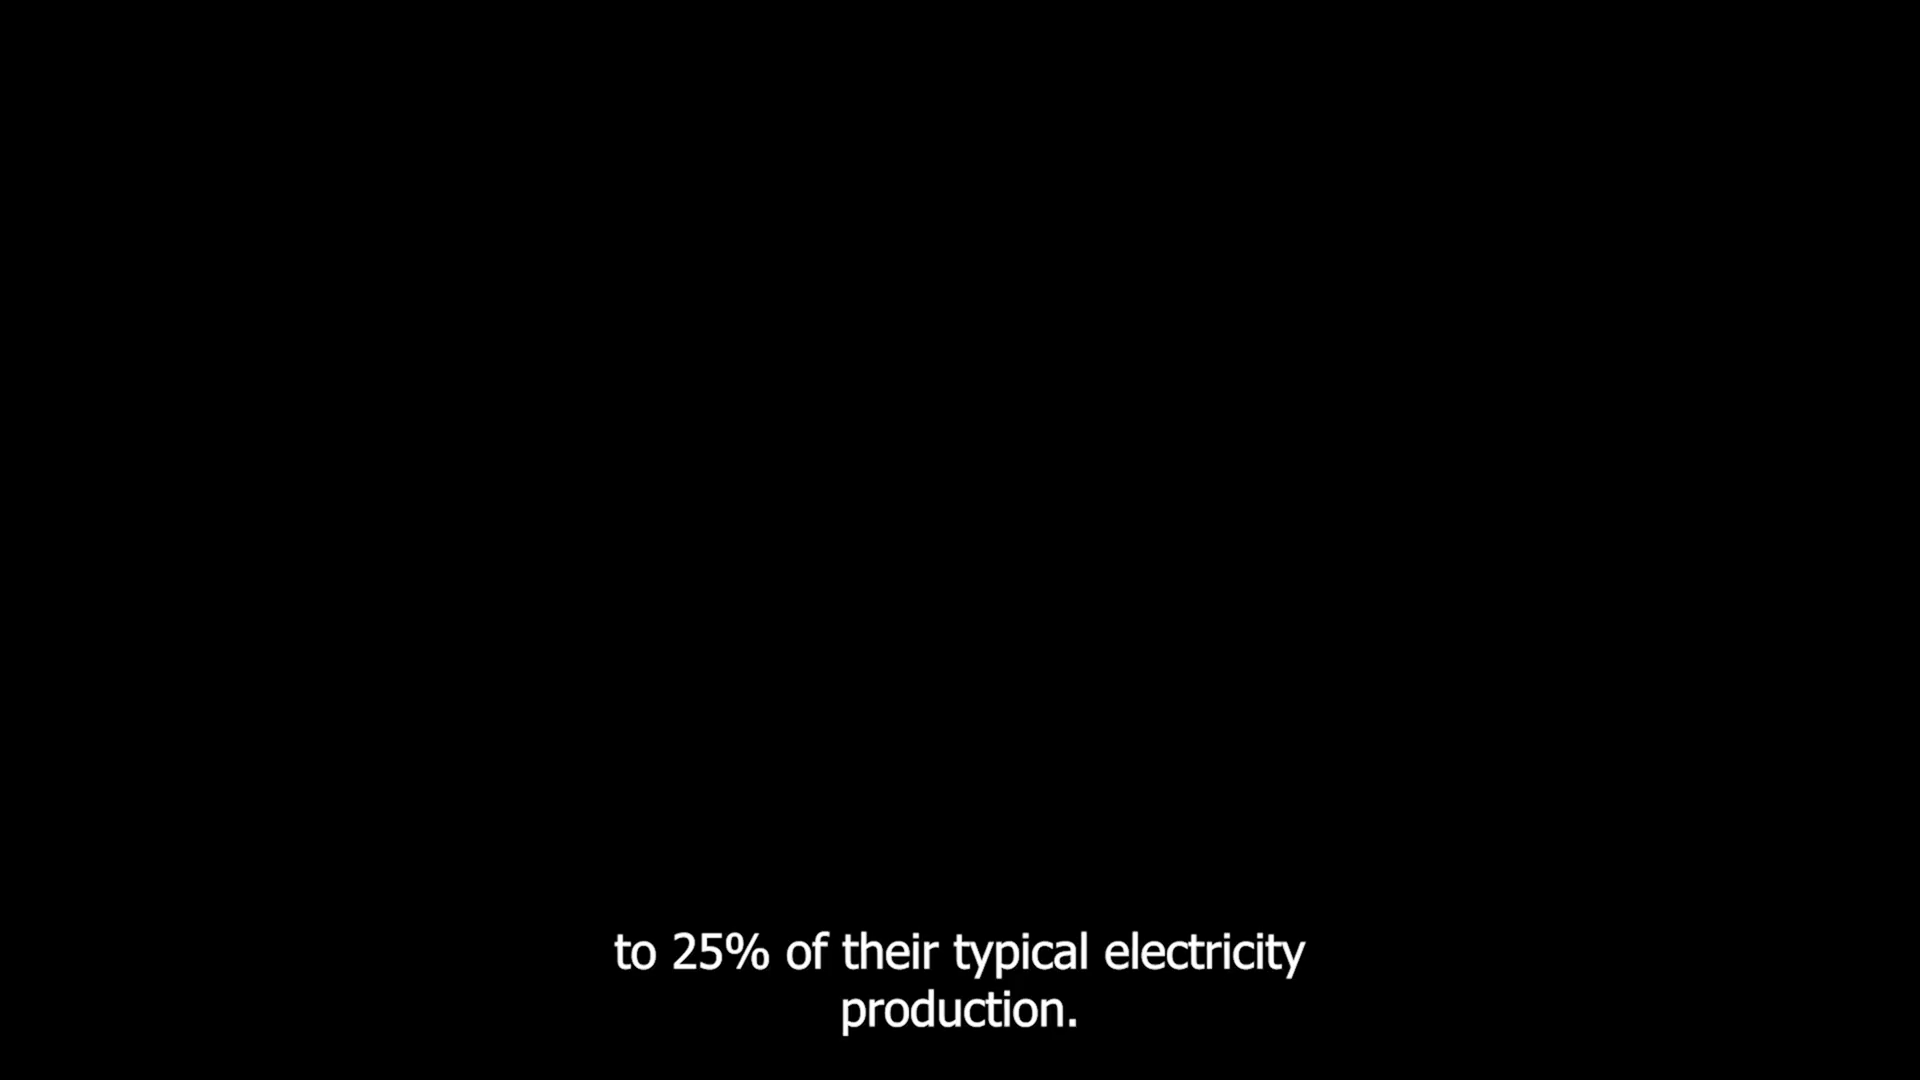 to 25% of their typical electricity
production.